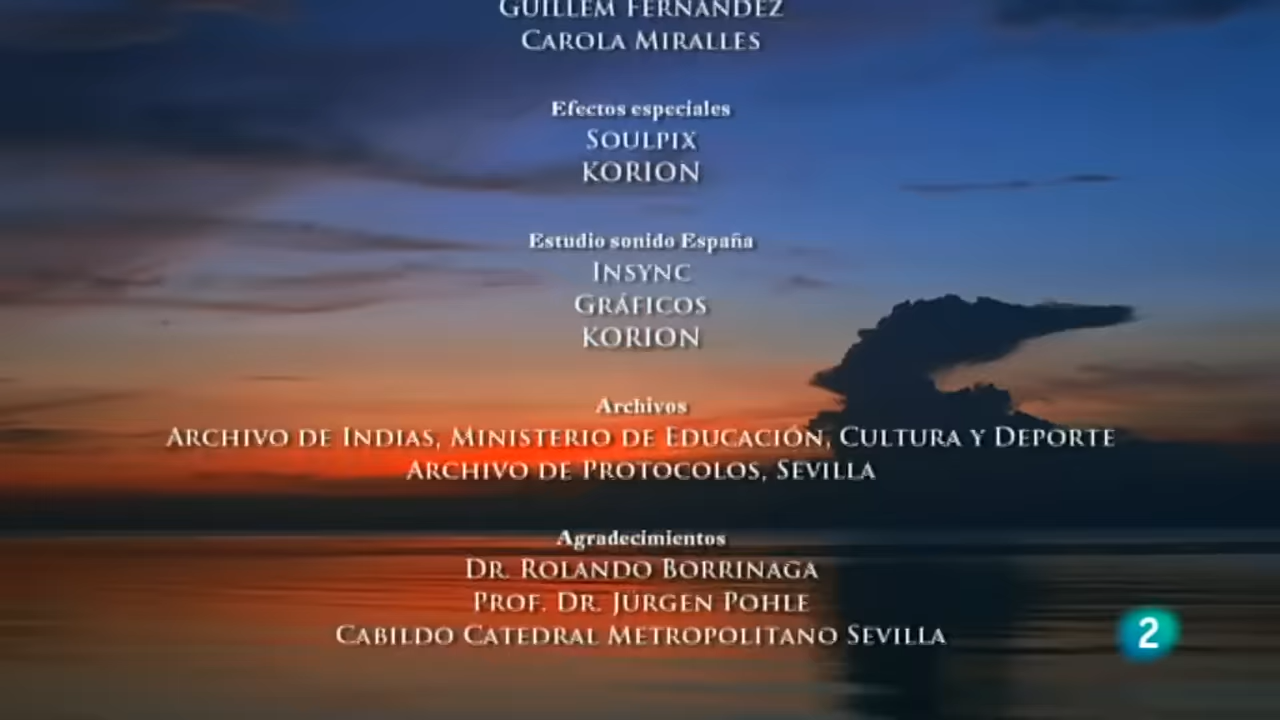 GUILLEM FERNÁNDEZ
CAROLA MIRALLES
Efectos especiales
SOULPIX
KORION
Estudio sonido España
INSYNC
GRÁFICOS
KORION
Archivos
ARCHIVO DE INDIAS, MINISTERIO DE EDUCACIÓN, CULTURA Y DEPORTE
ARCHIVO DE PROTOCOLOS, SEVILLA
Agradecimientos
DR. ROLANDO BORRINAGA
PROF. DR. JÜRGEN POHLE
CABILDO CATEDRAL METROPOLITANO SEVILLA
2